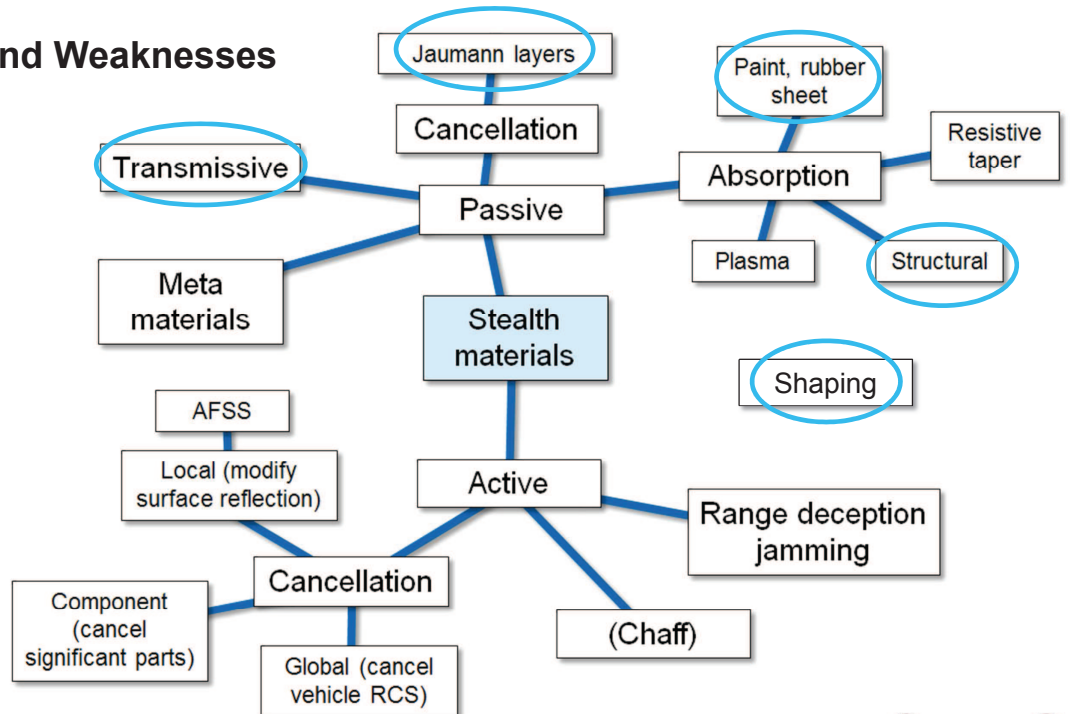 nd Weaknesses
Jaumann layers
Cancellation
Transmissive
Passive
Meta
materials
Paint, rubber
sheet
Absorption
Resistive
taper
Plasma
Structural
Stealth
materials
Shaping
AFSS
Local (modify
surface reflection)
Active
Range deception
jamming
Cancellation
Component
(cancel
significant parts)
Global (cancel
vehicle RCS)
(Chaff)